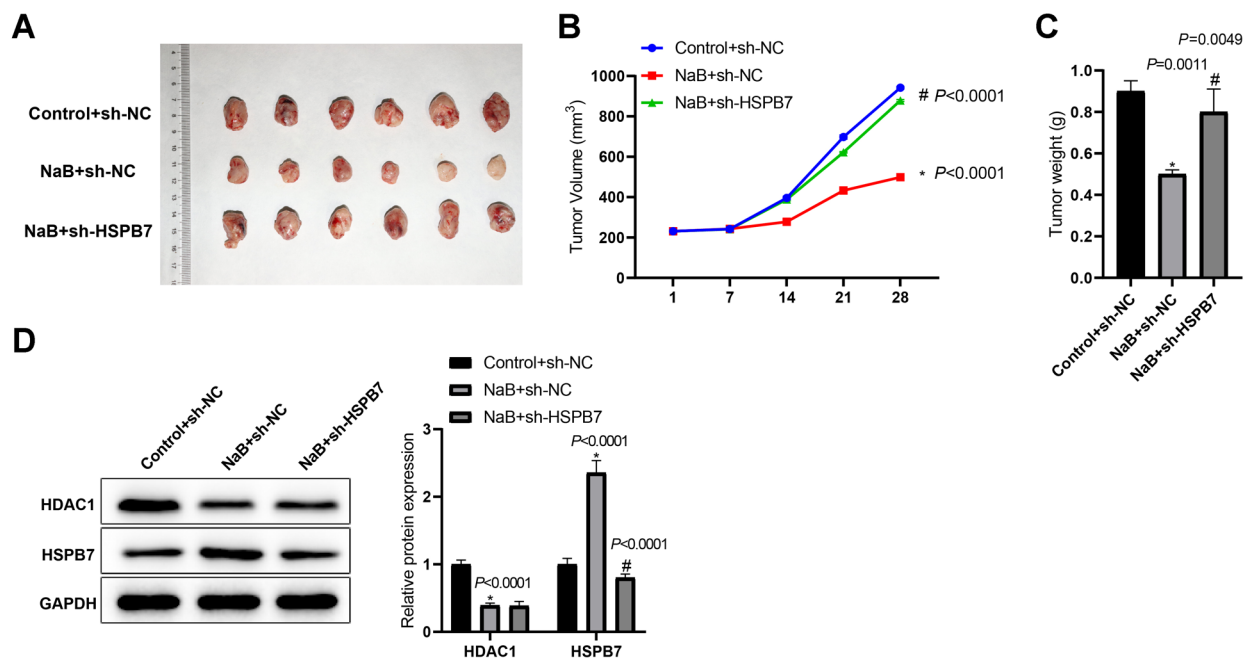 A
Control+sh-NC
NaB+sh-NC
NaB+sh-HSPB7
B
Control+sh-NC
NaB+sh-NC
NaB+sh-HSPB7
Tumor Volume (mm³)
1000
800
600
400
200
0
1 7 14 21 28
# P<0.0001
* P<0.0001
C
P=0.0049
P=0.0011 #
*
Tumor weight (g)
1.0
0.8
0.6
0.4
0.2
0.0
Control+sh-NC
NaB+sh-NC
NaB+sh-HSPB7
D
Control+sh-NC
NaB+sh-NC
NaB+sh-HSPB7
HDAC1
HSPB7
GAPDH
Control+sh-NC
NaB+sh-NC
NaB+sh-HSPB7
Relative protein expression
3
2
1
0
P<0.0001
*
P<0.0001
*
P<0.0001
#
HDAC1 HSPB7